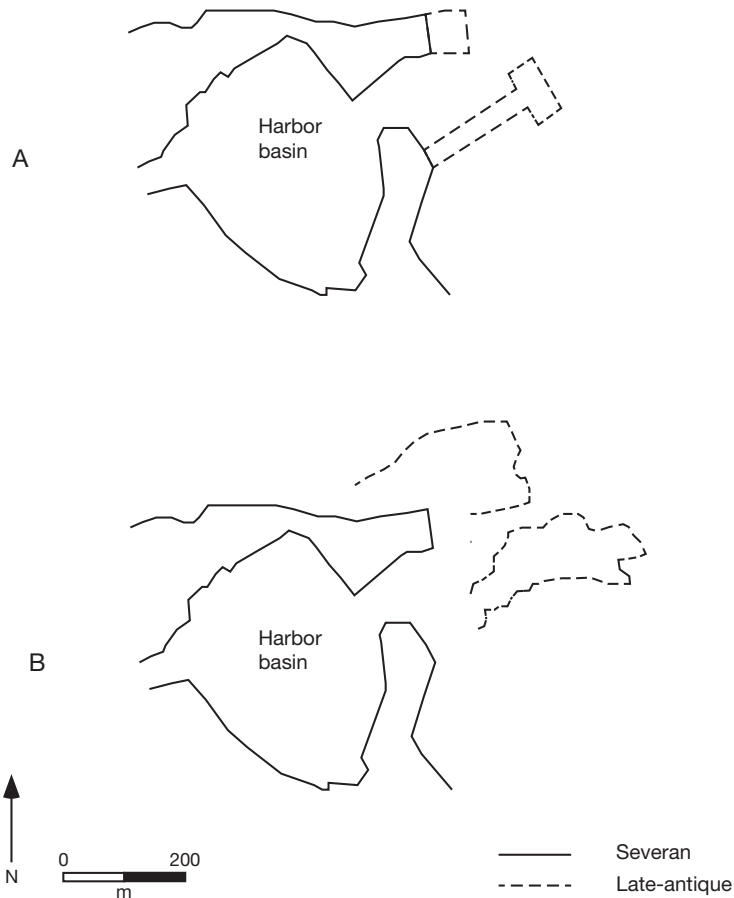 A
Harbor
basin
B
Harbor
basin
N
0 200
m
Severan
Late-antique